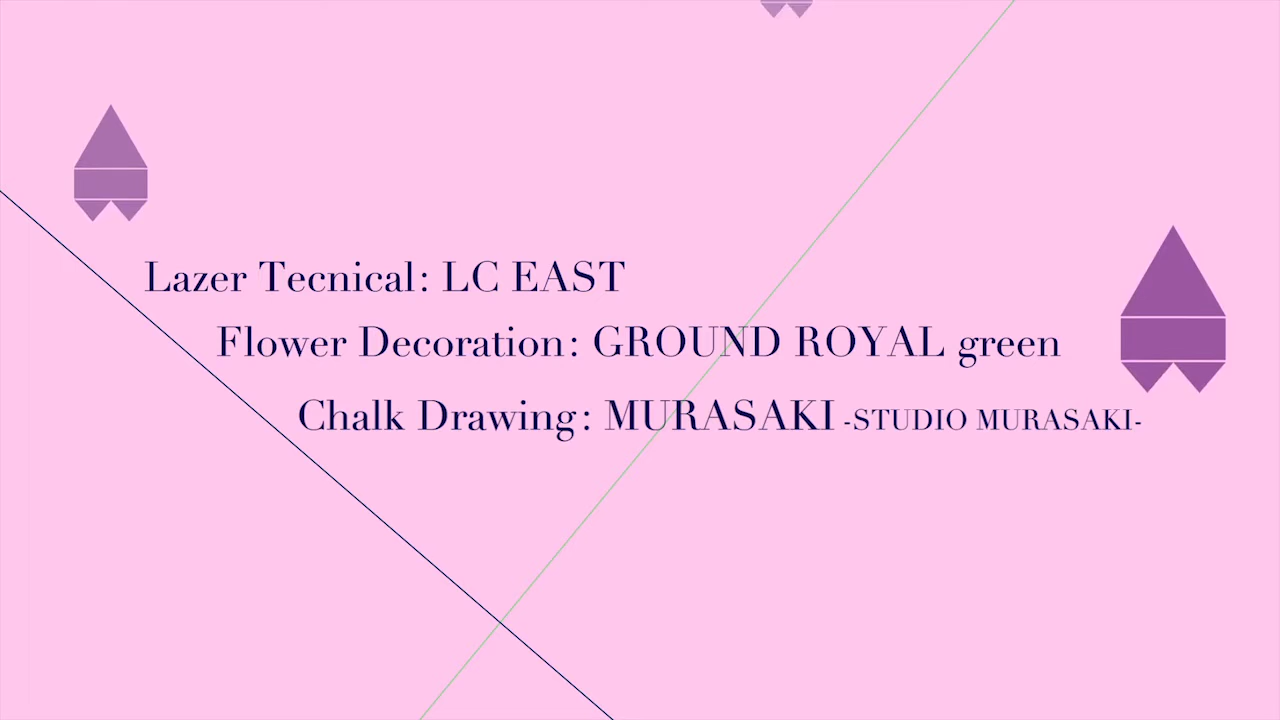 Lazer Tecnical: LC EAST
Flower Decoration: GROUND ROYAL green
Chalk Drawing: MURASAKI -STUDIO MURASAKI-